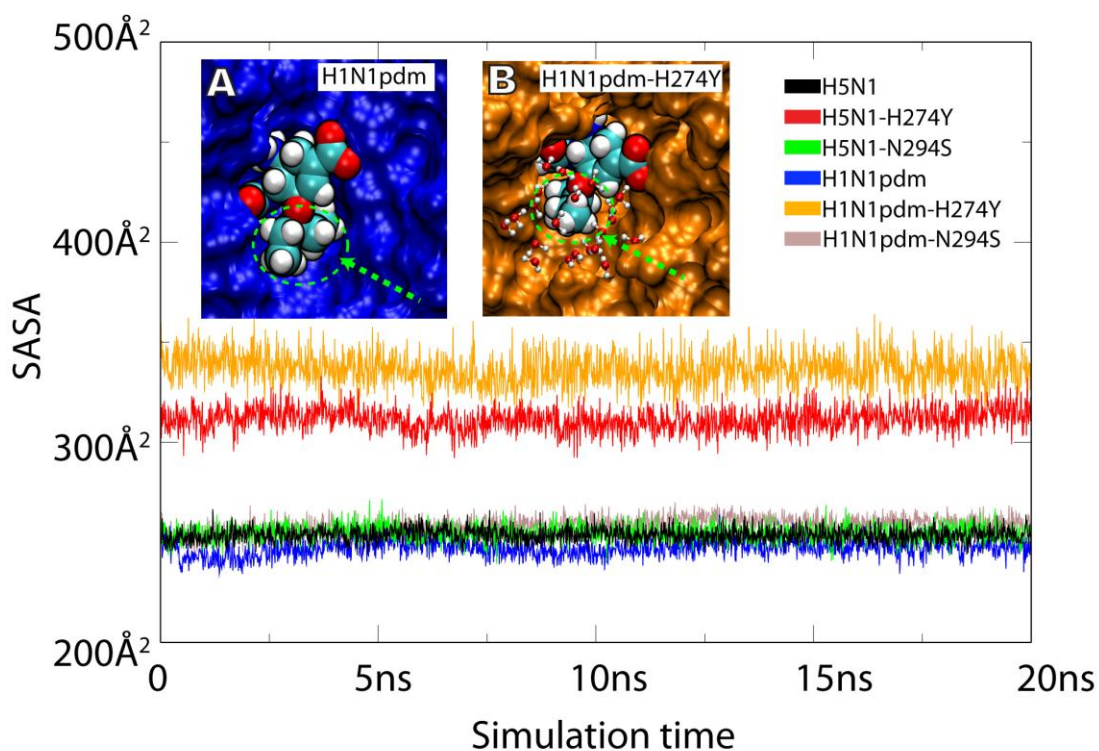 500Å²
A
H1N1pdm
B
H1N1pdm-H274Y
H5N1
H5N1-H274Y
H5N1-N294S
H1N1pdm
H1N1pdm-H274Y
H1N1pdm-N294S
400Å²
SASA
300Å²
200Å²
0
5ns
10ns
15ns
20ns
Simulation time